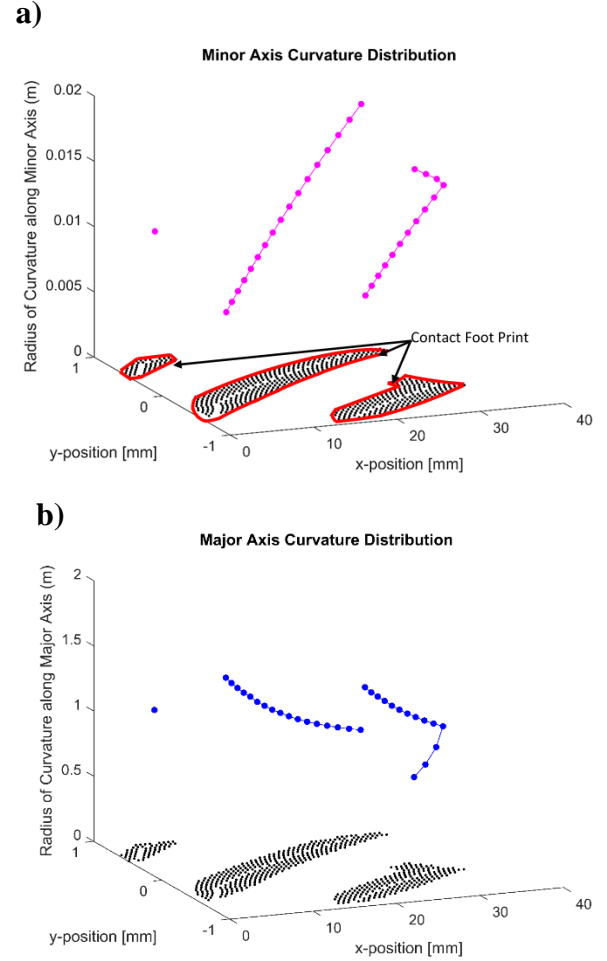 a)
Minor Axis Curvature Distribution
Radius of Curvature along Minor Axis (m)
0.02
0.015
0.01
0.005
0
1
0
-1
y-position [mm]
0
10
20
30
40
x-position [mm]
Contact Foot Print
b)
Major Axis Curvature Distribution
Radius of Curvature along Major Axis (m)
2
1.5
1
0.5
0
1
0
-1
y-position [mm]
0
10
20
30
40
x-position [mm]